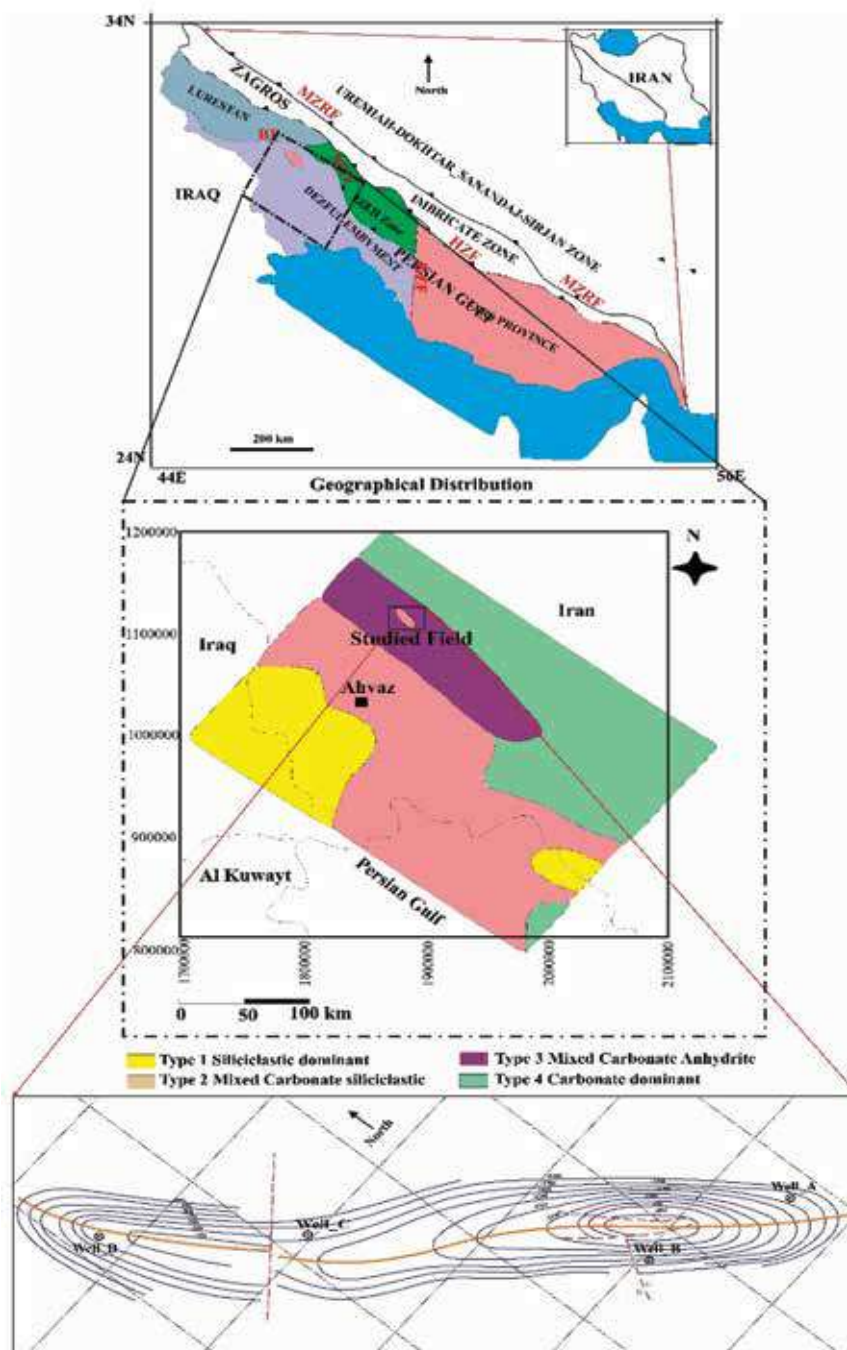 34N
IRAN
North
ZAGROS
MZRF
UREMIAH-DOKHTAR_SANANDAJ-SIRJAN ZONE
LURESTAN
IRAQ
DEZFUL EMBYMENT
IMBRICATE ZONE
HZF
MZRF
PERSIAN GULF
PROVINCE
200 km
24N
44E
56E
Geographical Distribution
1200000
N
1100000
Iraq
Iran
Studied Field
Ahvaz
1000000
900000
Al Kuwayt
Persian Gulf
800000
1700000
1800000
1900000
2000000
2100000
0 50 100 km
Type 1 Siliciclastic dominant
Type 3 Mixed Carbonate Anhydrite
Type 2 Mixed Carbonate siliciclastic
Type 4 Carbonate dominant
North
Well_A
Well_C
Well_B